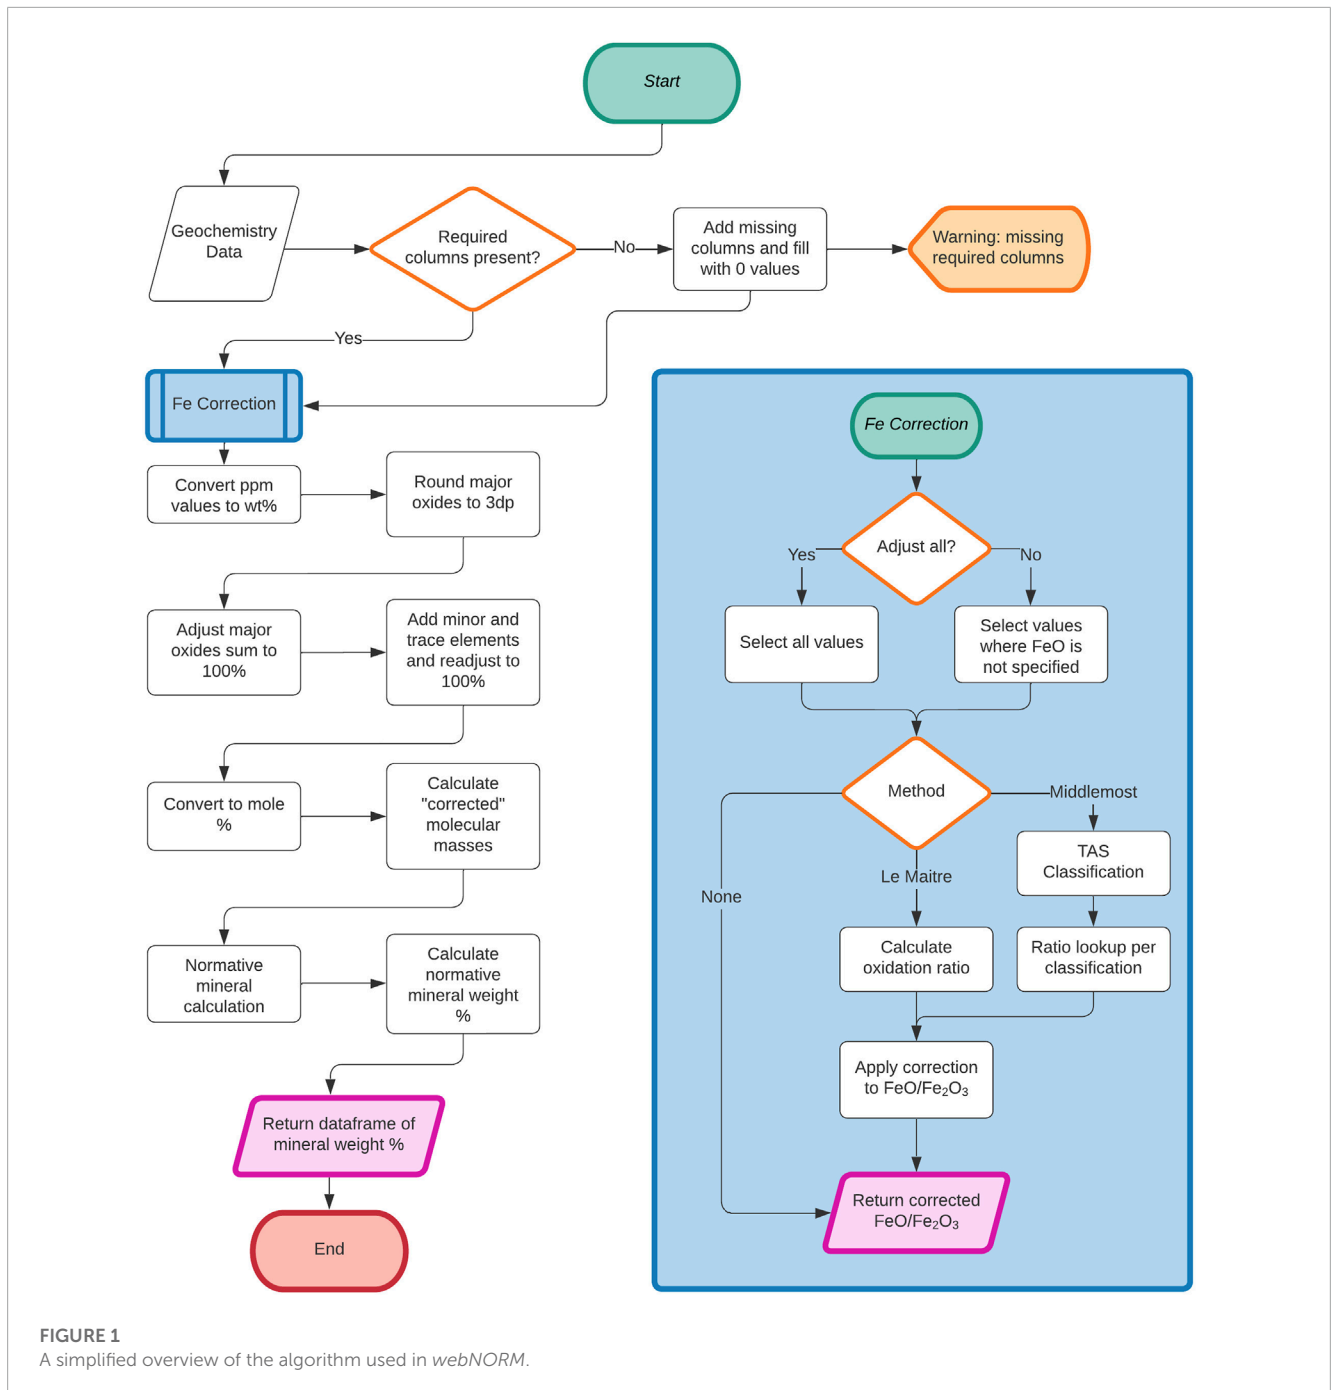 Start
Geochemistry
Data
Required
columns present?
No
Add missing
columns and fill
with 0 values
Warning: missing
required columns
Yes
Fe Correction
Convert ppm
values to wt%
Round major
oxides to 3dp
Adjust major
oxides sum to
100%
Add minor and
trace elements
and readjust to
100%
Convert to mole
%
Calculate
"corrected"
molecular
masses
Normative
mineral
calculation
Calculate
normative
mineral weight
%
Return dataframe of
mineral weight %
End
Fe Correction
Adjust all?
Yes
No
Select all values
Select values
where FeO is
not specified
Method
Middlemost
Le Maitre
None
TAS
Classification
Calculate
oxidation ratio
Ratio lookup per
classification
Apply correction
to FeO/Fe₂O₃
Return corrected
FeO/Fe₂O₃
FIGURE 1
A simplified overview of the algorithm used in webNORM.